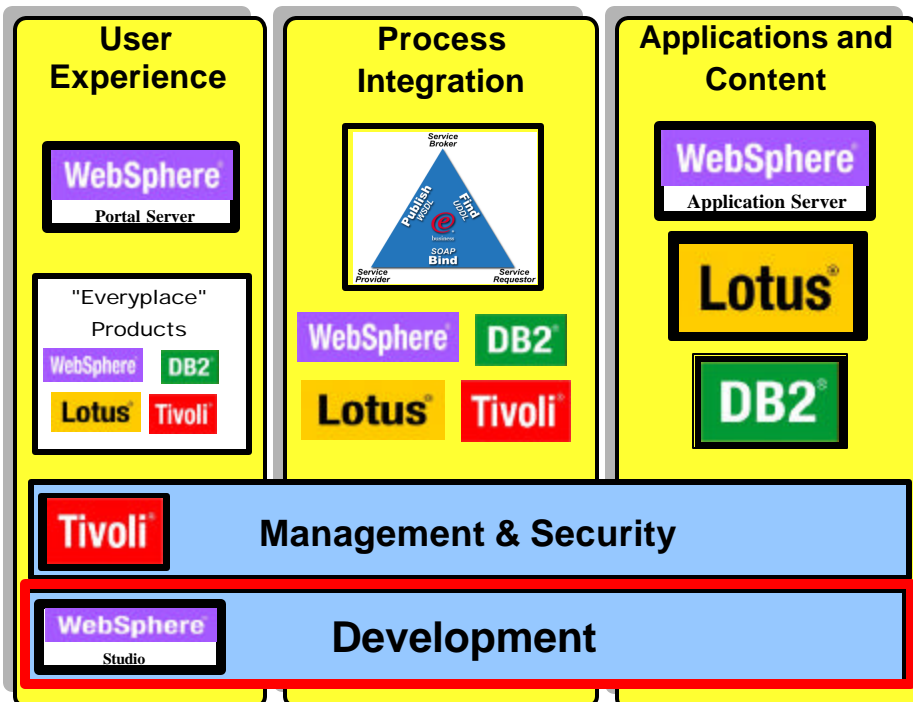 User
Experience
WebSphere®
Portal Server
"Everyplace"
Products
WebSphere® DB2®
Lotus® Tivoli®
Process
Integration
Service
Broker
Publish
WSDL
Find
UDDL
e
business
SOAP
Bind
Service
Provider
Service
Requestor
WebSphere® DB2®
Lotus® Tivoli®
Applications and
Content
WebSphere®
Application Server
Lotus®
DB2®
Tivoli®
Management & Security
WebSphere®
Studio
Development